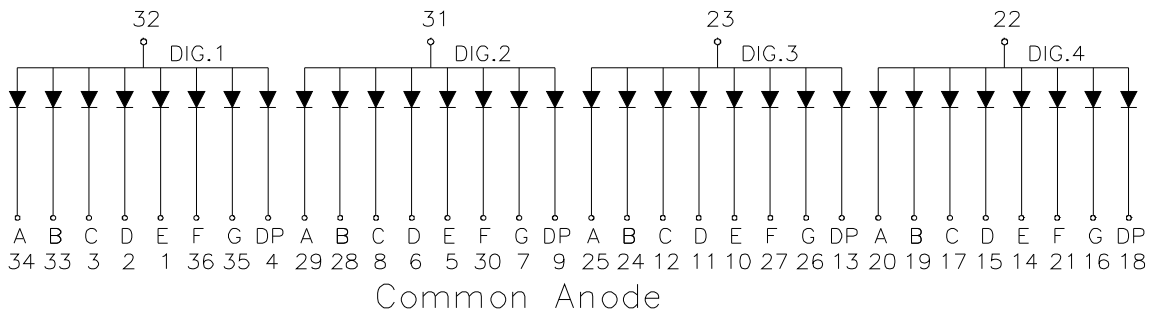 32 31 23 22
DIG.1 DIG.2 DIG.3 DIG.4
A B C D E F G DP A B C D E F G DP A B C D E F G DP A B C D E F G DP
34 33 3 2 1 36 35 4 29 28 8 6 5 30 7 9 25 24 12 11 10 27 26 13 20 19 17 15 14 21 16 18
Common Anode